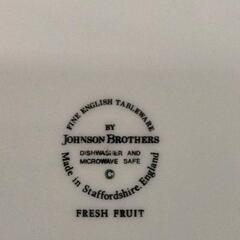 FINE ENGLISH TABLEWARE
BY
JOHNSON BROTHERS
DISHWASHER AND
MICROWAVE SAFE
©
Made in Staffordshire, England
FRESH FRUIT